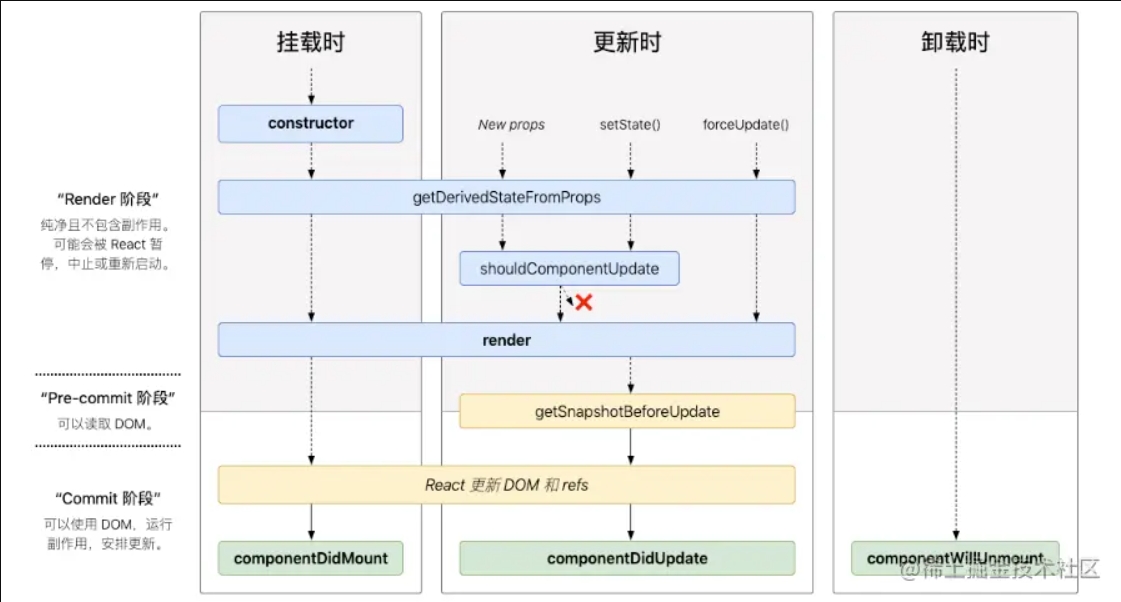 挂载时
更新时
卸载时
constructor
New props
setState()
forceUpdate()
“Render 阶段”
纯净且不包含副作用。
可能会被 React 暂
停，中止或重新启动。
getDerivedStateFromProps
shouldComponentUpdate
render
“Pre-commit 阶段”
可以读取 DOM。
getSnapshotBeforeUpdate
React 更新 DOM 和 refs
“Commit 阶段”
可以使用 DOM，运行
副作用，安排更新。
componentDidMount
componentDidUpdate
componentWillUnmount
@稀土掘金技术社区